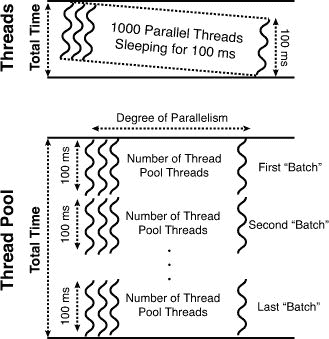 Threads
Total Time
1000 Parallel Threads
Sleeping for 100 ms
100 ms
Degree of Parallelism
Thread Pool
Total Time
100 ms
Number of Thread
Pool Threads
First “Batch”
100 ms
Number of Thread
Pool Threads
Second “Batch”
100 ms
Number of Thread
Pool Threads
Last “Batch”